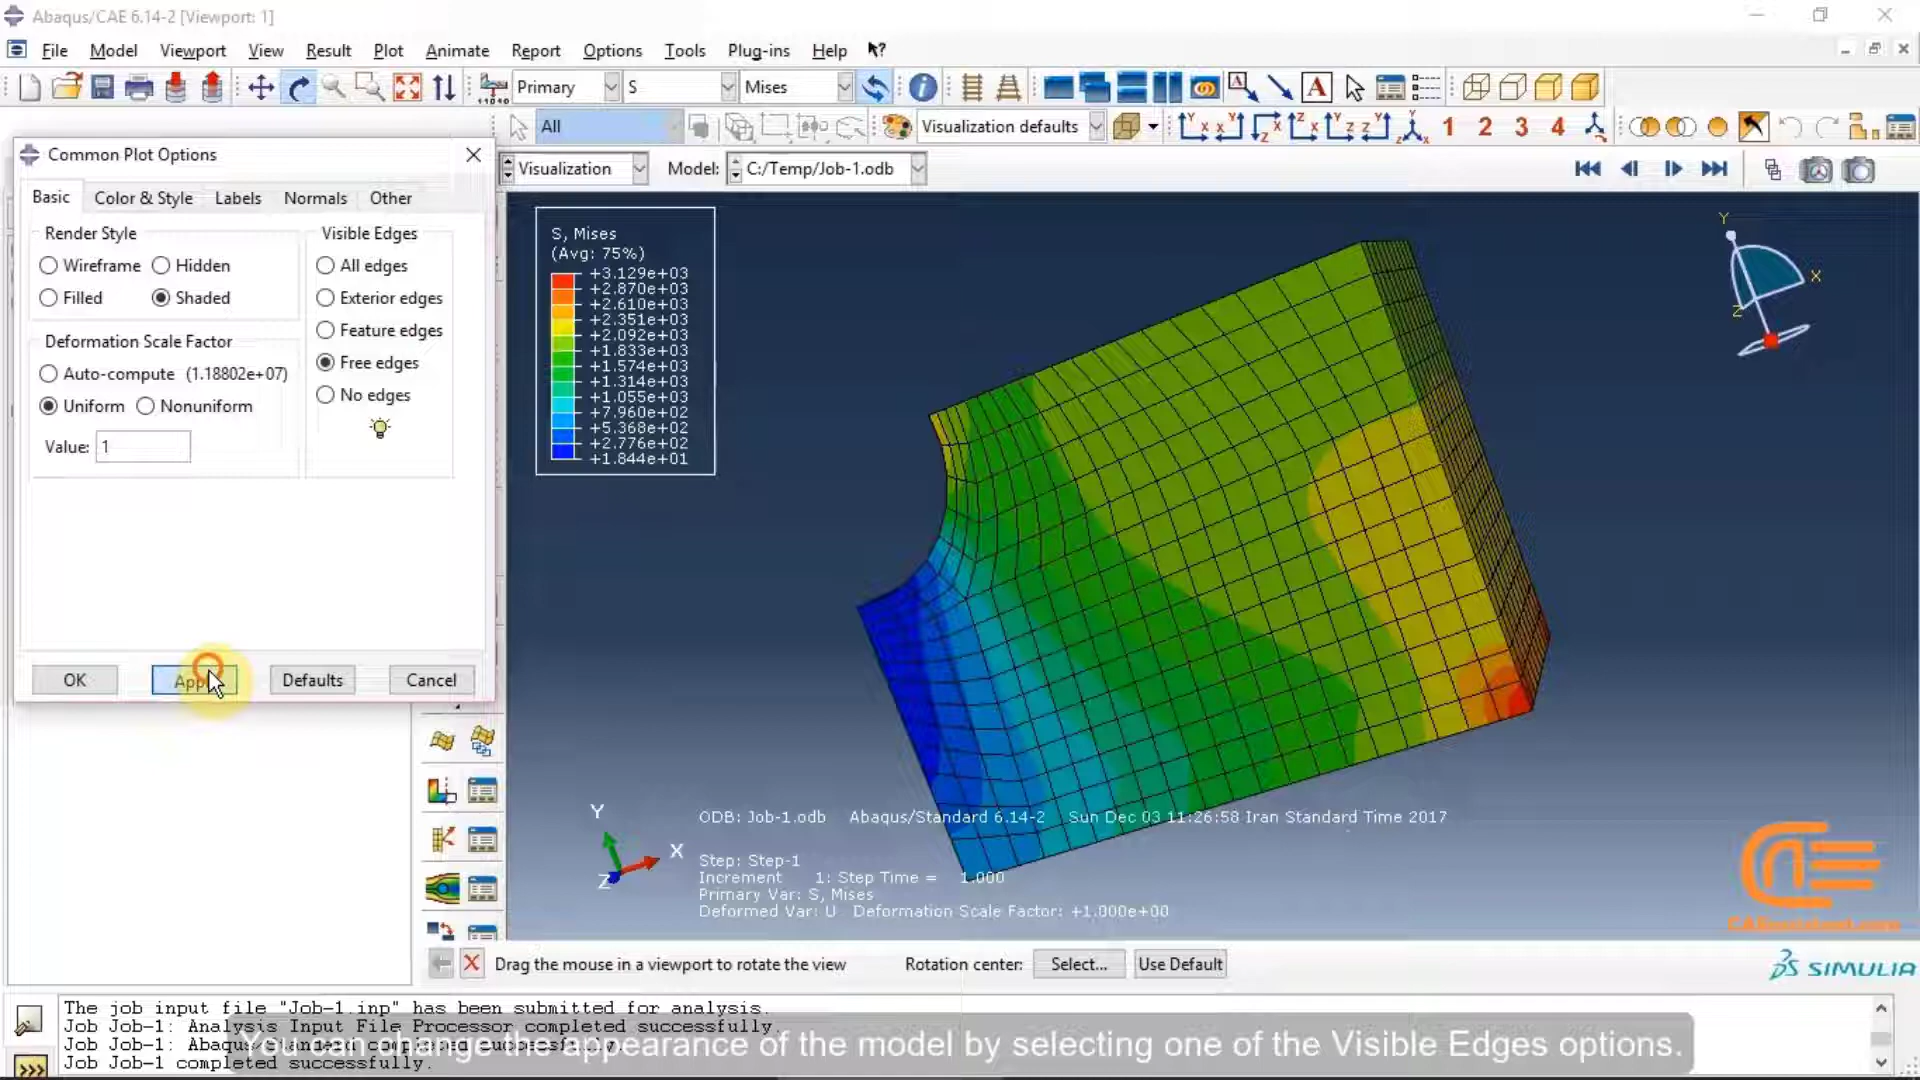 Abaqus/CAE 6.14-2 [Viewport: 1]
File Model Viewport View Result Plot Animate Report Options Tools Plug-ins Help
Primary S Mises
All Visualization defaults 1 2 3 4
Common Plot Options
Visualization Model: C:/Temp/Job-1.odb
Basic Color & Style Labels Normals Other
Render Style Visible Edges
Wireframe Hidden All edges
Filled Shaded Exterior edges
Feature edges
Deformation Scale Factor
Auto-compute (1.18802e+07) Free edges
Uniform Nonuniform No edges
Value: 1
OK Defaults Cancel
S, Mises
(Avg: 75%)
+3.129e+03
+2.870e+03
+2.610e+03
+2.351e+03
+2.092e+03
+1.833e+03
+1.574e+03
+1.314e+03
+1.055e+03
+7.960e+02
+5.368e+02
+2.776e+02
+1.844e+01
Y
X
Z
Y
X
Z
ODB: Job-1.odb Abaqus/Standard 6.14-2 Sun Dec 03 11:26:58 Iran Standard Time 2017
Step: Step-1
Increment 1: Step Time = 1.000
Primary Var: S, Mises
Deformed Var: U Deformation Scale Factor: +1.000e+00
SIMULIA
Drag the mouse in a viewport to rotate the view Rotation center: Select... Use Default
The job input file "Job-1.inp" has been submitted for analysis.
Job Job-1: Analysis Input File Processor completed successfully.
Job Job-1: Abaqus/Standard completed successfully.
Job Job-1 completed successfully.
You can change the appearance of the model by selecting one of the Visible Edges options.